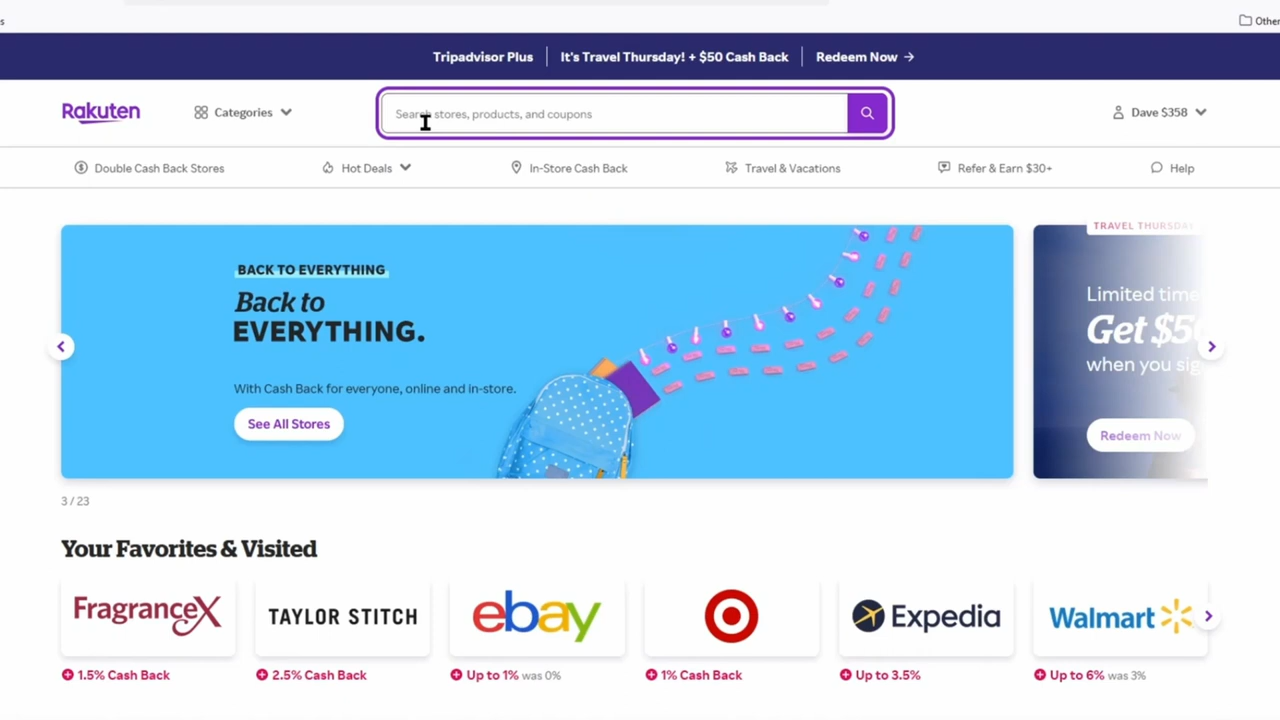 s
Other
Tripadvisor Plus It's Travel Thursday! + $50 Cash Back Redeem Now →
Rakuten
Categories
Search stores, products, and coupons
Dave $358
Double Cash Back Stores
Hot Deals
In-Store Cash Back
Travel & Vacations
Refer & Earn $30+
Help
BACK TO EVERYTHING
Back to
EVERYTHING.
With Cash Back for everyone, online and in-store.
See All Stores
TRAVEL THURSDAY
Limited time
Get $50
when you sig
Redeem Now
3 / 23
Your Favorites & Visited
FragranceX
TAYLOR STITCH
ebay
Expedia
Walmart
1.5% Cash Back
2.5% Cash Back
Up to 1% was 0%
1% Cash Back
Up to 3.5%
Up to 6% was 3%